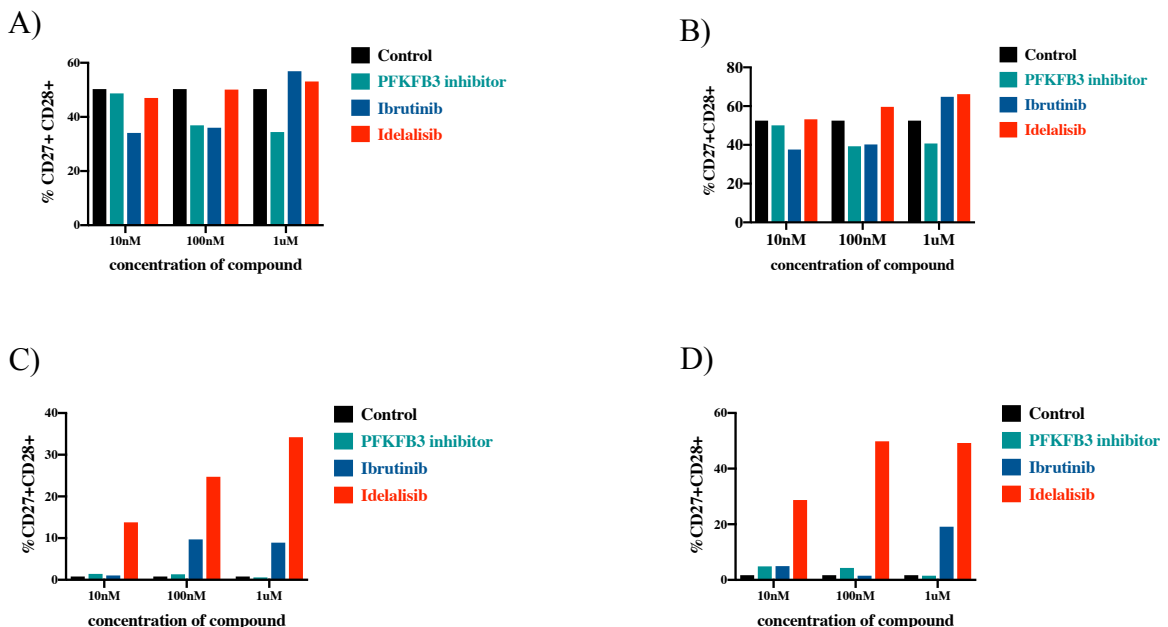 A)
% CD27+ CD28+
60
40
20
0
10nM
100nM
1uM
concentration of compound
Control
PFKFB3 inhibitor
Ibrutinib
Idelalisib
B)
%CD27+CD28+
80
60
40
20
0
10nM
100nM
1uM
concentration of compound
Control
PFKFB3 inhibitor
Ibrutinib
Idelalisib
C)
%CD27+CD28+
40
30
20
10
0
10nM
100nM
1uM
concentration of compound
Control
PFKFB3 inhibitor
Ibrutinib
Idelalisib
D)
%CD27+CD28+
60
40
20
0
10nM
100nM
1uM
concentration of compound
Control
PFKFB3 inhibitor
Ibrutinib
Idelalisib